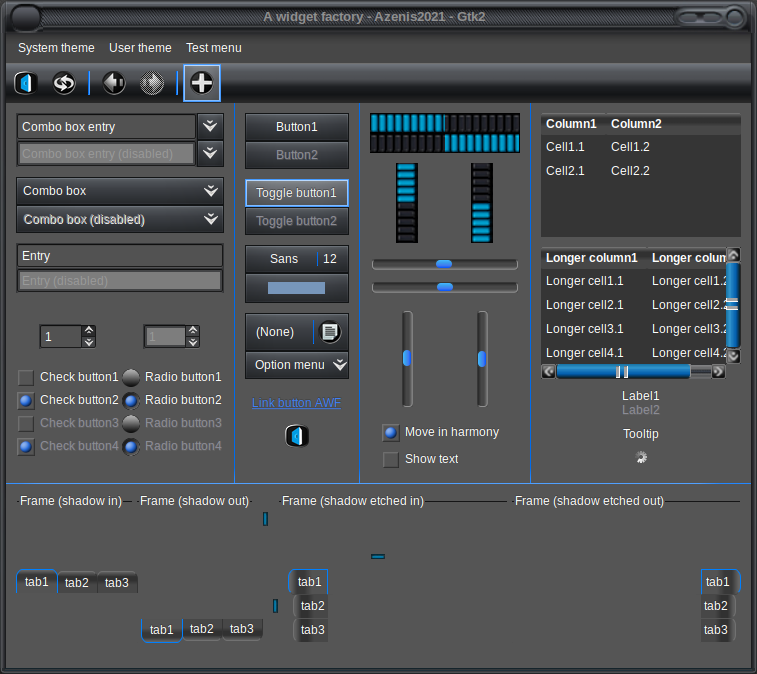 A widget factory - Azenis2021 - Gtk2
System theme User theme Test menu
Combo box entry
Combo box entry (disabled)
Combo box
Combo box (disabled)
Entry
Entry (disabled)
1 1
Check button1 Radio button1
Check button2 Radio button2
Check button3 Radio button3
Check button4 Radio button4
Button1
Button2
Toggle button1
Toggle button2
Sans 12
(None)
Option menu
Link button AWF
Move in harmony
Show text
Column1 Column2
Cell1.1 Cell1.2
Cell2.1 Cell2.2
Longer column1 Longer colum
Longer cell1.1 Longer cell1.2
Longer cell2.1 Longer cell2.2
Longer cell3.1 Longer cell3.2
Longer cell4.1 Longer cell4.2
Label1
Label2
Tooltip
Frame (shadow in) Frame (shadow out) Frame (shadow etched in) Frame (shadow etched out)
tab1 tab2 tab3
tab1 tab2 tab3
tab1
tab2
tab3
tab1
tab2
tab3